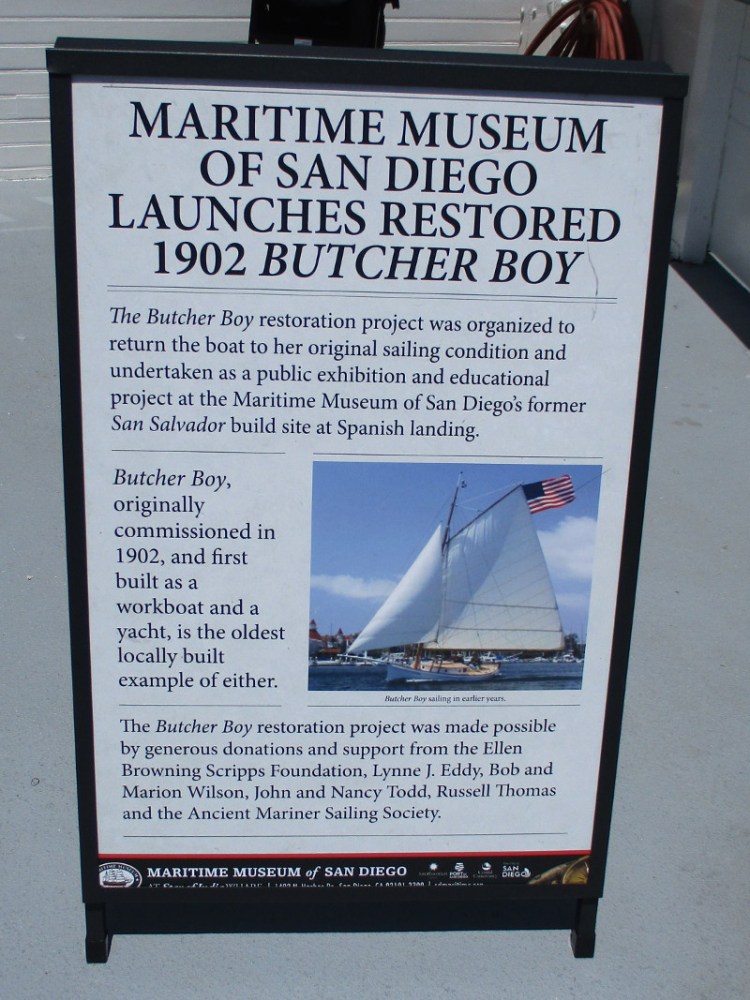 MARITIME MUSEUM
OF SAN DIEGO
LAUNCHES RESTORED
1902 BUTCHER BOY
The Butcher Boy restoration project was organized to
return the boat to her original sailing condition and
undertaken as a public exhibition and educational
project at the Maritime Museum of San Diego's former
San Salvador build site at Spanish landing.
Butcher Boy,
originally
commissioned in
1902, and first
built as a
workboat and a
yacht, is the oldest
locally built
example of either.
Butcher Boy sailing in earlier years.
The Butcher Boy restoration project was made possible
by generous donations and support from the Ellen
Browning Scripps Foundation, Lynne J. Eddy, Bob and
Marion Wilson, John and Nancy Todd, Russell Thomas
and the Ancient Mariner Sailing Society.
MARITIME MUSEUM of SAN DIEGO
SAN
DIEGO